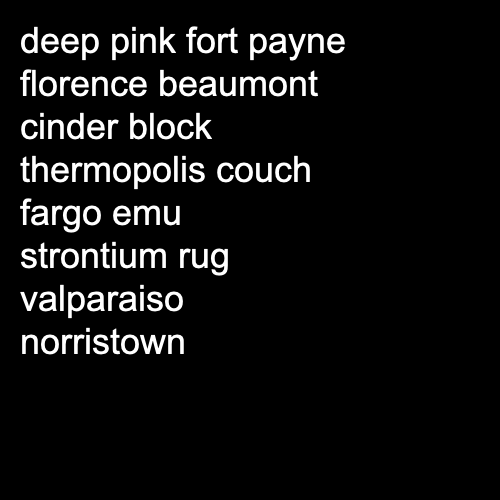 deep pink fort payne
florence beaumont
cinder block
thermopolis couch
fargo emu
strontium rug
valparaiso
norristown